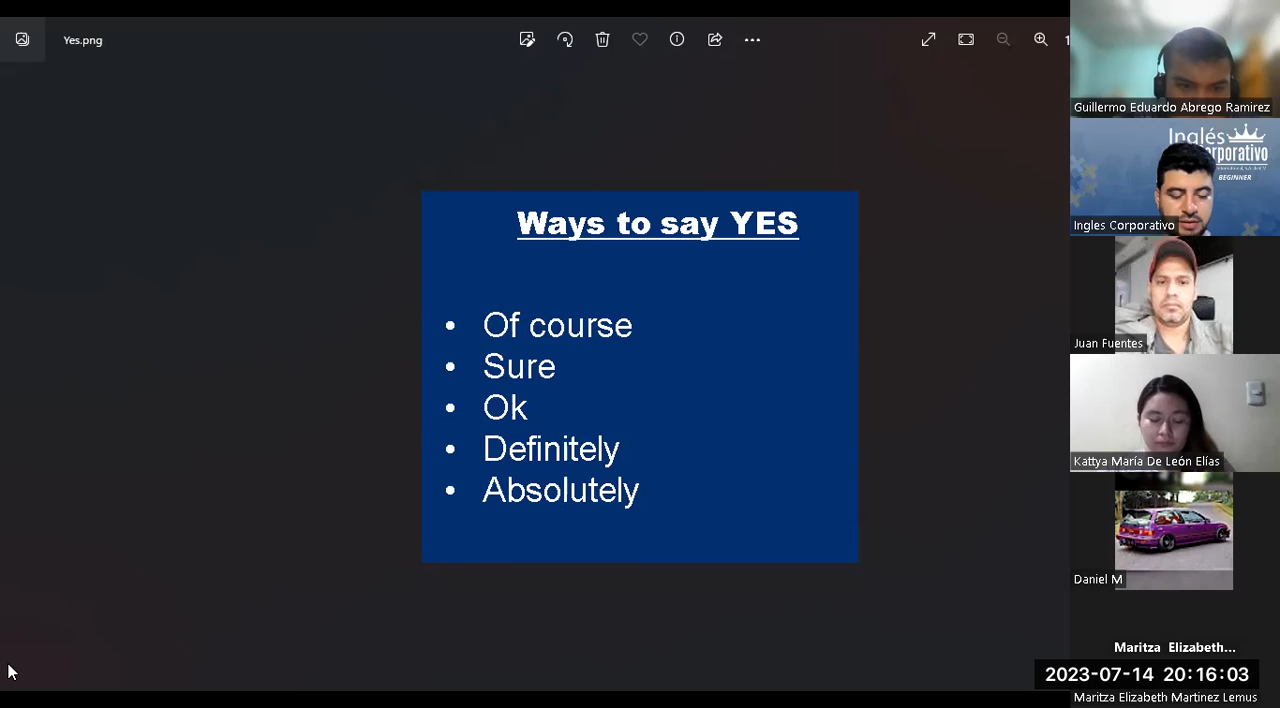 Yes.png
Ways to say YES
• Of course
• Sure
• Ok
• Definitely
• Absolutely
Guillermo Eduardo Abrego Ramirez
Inglés
BEGINNER
Ingles Corporativo
Juan Fuentes
Kattya María De León Elías
Daniel M
Maritza Elizabeth...
2023-07-14 20:16:03
Maritza Elizabeth Martinez Lemus